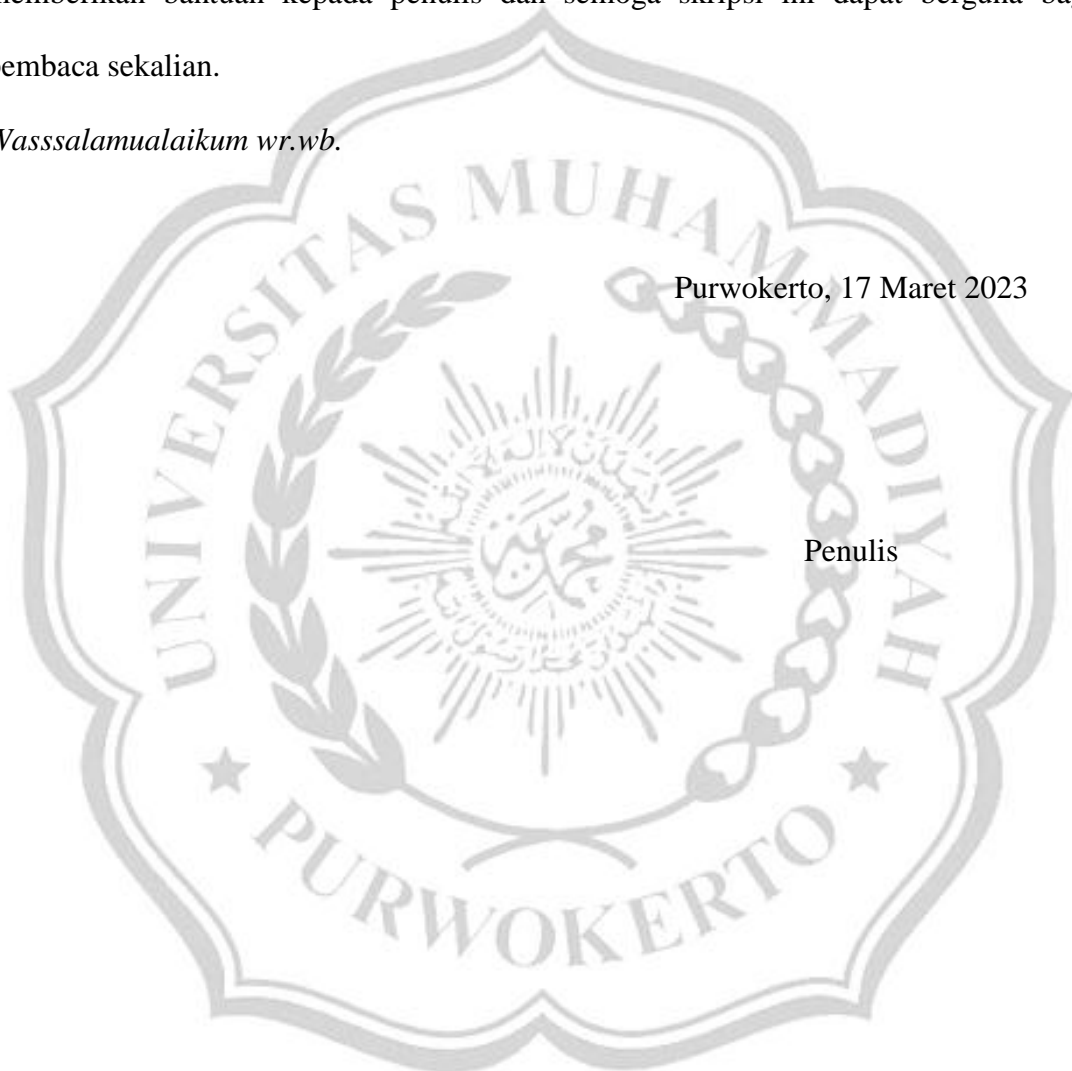 memberikan bantuan kepada penulis dan semoga skripsi ini dapat berguna
pembaca sekalian.
Wasssalamualaikum wr.wb.
Purwokerto, 17 Maret 2023
Penulis
UNIVERSITAS MUHAMMADIYAH
PURWOKERTO